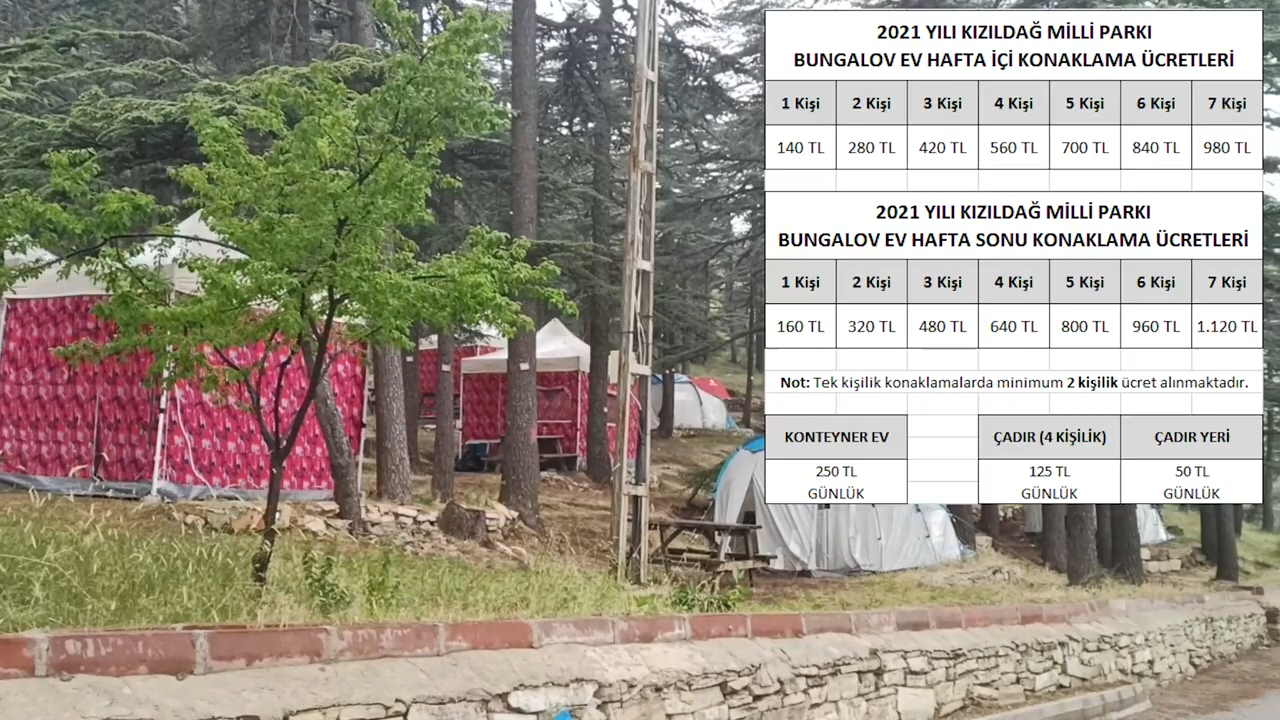 2021 YILI KIZILDAĞ MİLLİ PARKI
BUNGALOV EV HAFTA İÇİ KONAKLAMA ÜCRETLERİ
1 Kişi 2 Kişi 3 Kişi 4 Kişi 5 Kişi 6 Kişi 7 Kişi
140 TL 280 TL 420 TL 560 TL 700 TL 840 TL 980 TL
2021 YILI KIZILDAĞ MİLLİ PARKI
BUNGALOV EV HAFTA SONU KONAKLAMA ÜCRETLERİ
1 Kişi 2 Kişi 3 Kişi 4 Kişi 5 Kişi 6 Kişi 7 Kişi
160 TL 320 TL 480 TL 640 TL 800 TL 960 TL 1.120 TL
Not: Tek kişilik konaklamalarda minimum 2 kişilik ücret alınmaktadır.
KONTEYNER EV ÇADIR (4 KİŞİLİK) ÇADIR YERİ
250 TL 125 TL 50 TL
GÜNLÜK GÜNLÜK GÜNLÜK